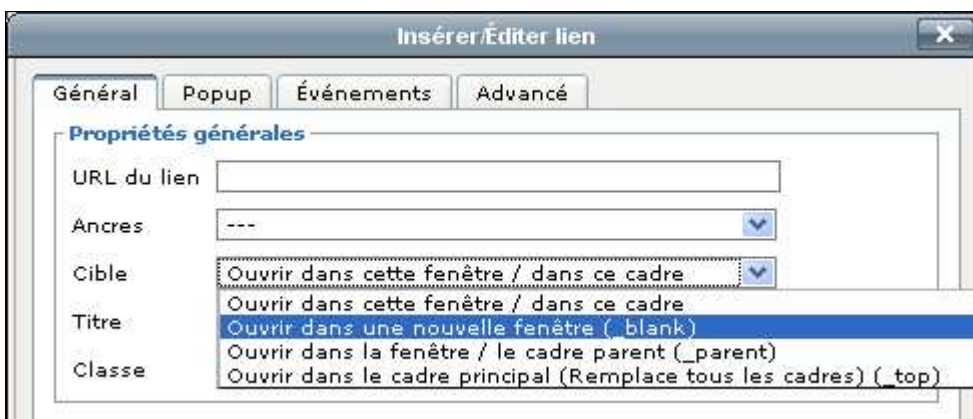 Insérer/Éditer lien
Général Popup Événements Advancé
Propriétés générales
URL du lien
Ancres ---
Cible Ouvrir dans cette fenêtre / dans ce cadre
Ouvrir dans cette fenêtre / dans ce cadre
Titre
Ouvrir dans une nouvelle fenêtre (_blank)
Ouvrir dans la fenêtre / le cadre parent (_parent)
Classe
Ouvrir dans le cadre principal (Remplace tous les cadres) (_top)